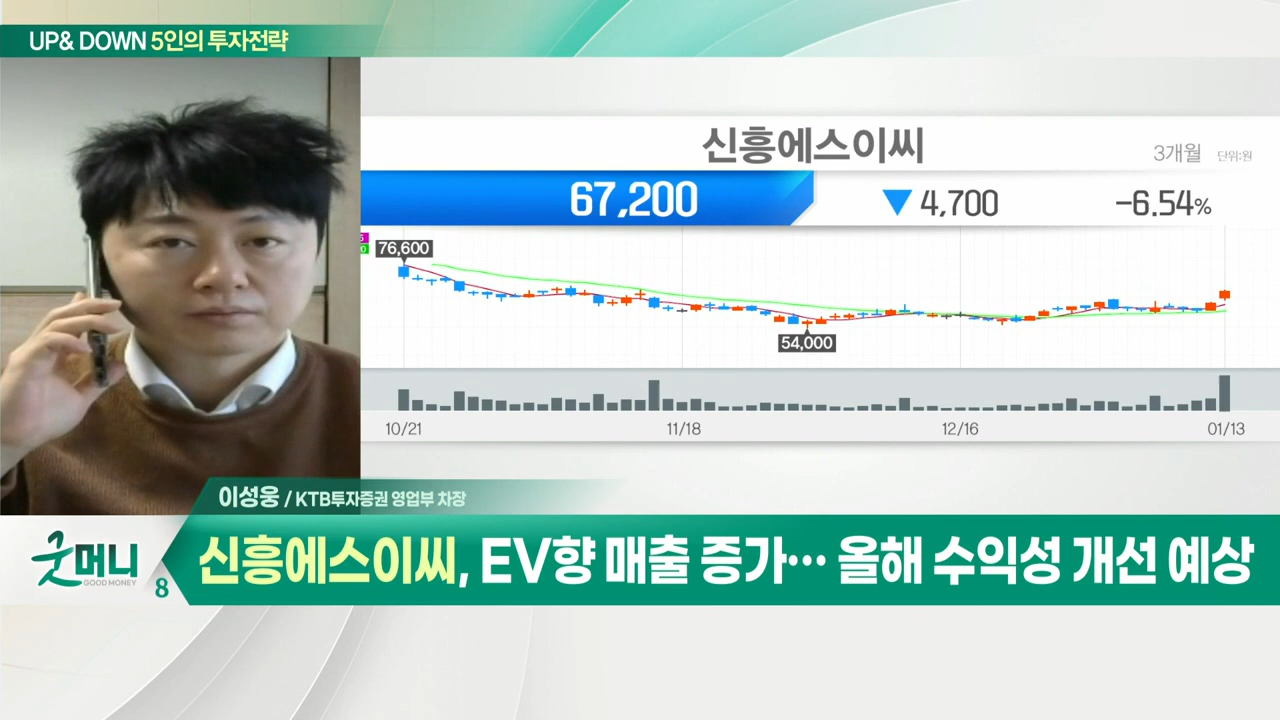 UP& DOWN 5인의 투자전략
신흥에스이씨
3개월 단위:원
67,200 ▼ 4,700 -6.54%
76,600
54,000
10/21 11/18 12/16 01/13
이성웅 / KTB투자증권 영업부 차장
굿머니
GOOD MONEY
8
신흥에스이씨, EV향 매출 증가… 올해 수익성 개선 예상